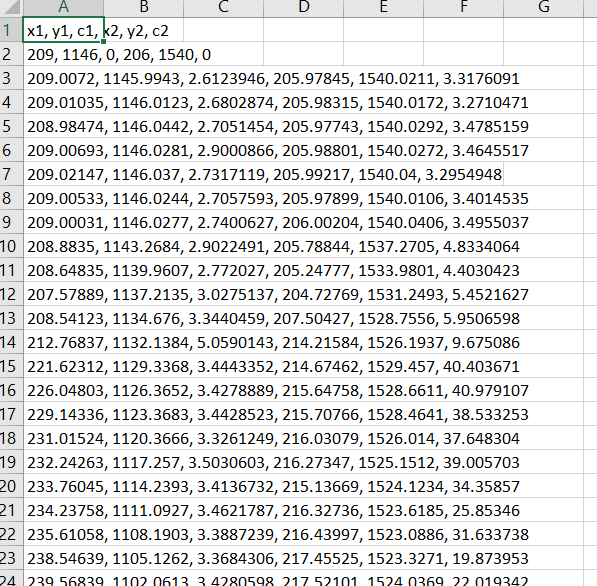 A B C D E F G
1 x1, y1, c1, x2, y2, c2
2 209, 1146, 0, 206, 1540, 0
3 209.0072, 1145.9943, 2.6123946, 205.97845, 1540.0211, 3.3176091
4 209.01035, 1146.0123, 2.6802874, 205.98315, 1540.0172, 3.2710471
5 208.98474, 1146.0442, 2.7051454, 205.97743, 1540.0292, 3.4785159
6 209.00693, 1146.0281, 2.9000866, 205.98801, 1540.0272, 3.4645517
7 209.02147, 1146.037, 2.7317119, 205.99217, 1540.04, 3.2954948
8 209.00533, 1146.0244, 2.7057593, 205.97899, 1540.0106, 3.4014535
9 209.00031, 1146.0277, 2.7400627, 206.00204, 1540.0406, 3.4955037
10 208.8835, 1143.2684, 2.9022491, 205.78844, 1537.2705, 4.8334064
11 208.64835, 1139.9607, 2.772027, 205.24777, 1533.9801, 4.4030423
12 207.57889, 1137.2135, 3.0275137, 204.72769, 1531.2493, 5.4521627
13 208.54123, 1134.676, 3.3440459, 207.50427, 1528.7556, 5.9506598
14 212.76837, 1132.1384, 5.0590143, 214.21584, 1526.1937, 9.675086
15 221.62312, 1129.3368, 3.4443352, 214.67462, 1529.457, 40.403671
16 226.04803, 1126.3652, 3.4278889, 215.64758, 1528.6611, 40.979107
17 229.14336, 1123.3683, 3.4428523, 215.70766, 1528.4641, 38.533253
18 231.01524, 1120.3666, 3.3261249, 216.03079, 1526.014, 37.648304
19 232.24263, 1117.257, 3.5030603, 216.27347, 1525.1512, 39.005703
20 233.76045, 1114.2393, 3.4136732, 215.13669, 1524.1234, 34.35857
21 234.23758, 1111.0927, 3.4621787, 216.32736, 1523.6185, 25.85346
22 235.61058, 1108.1903, 3.3887239, 216.43997, 1523.0886, 31.633738
23 238.54639, 1105.1262, 3.3684306, 217.45525, 1523.3271, 19.873953
24 239.56839, 1102.0613, 3.4280598, 217.52101, 1524.0369, 22.019342